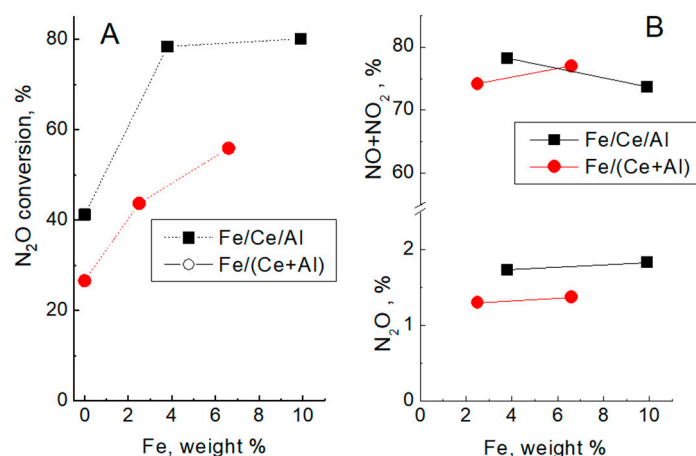 A
N₂O conversion, %
80
60
40
20
0
Fe/Ce/Al
Fe/(Ce+Al)
0 2 4 6 8 10
Fe, weight %
B
NO+NO₂, %
80
70
60
Fe/Ce/Al
Fe/(Ce+Al)
N₂O , %
2
1
0
0 2 4 6 8 10
Fe, weight %